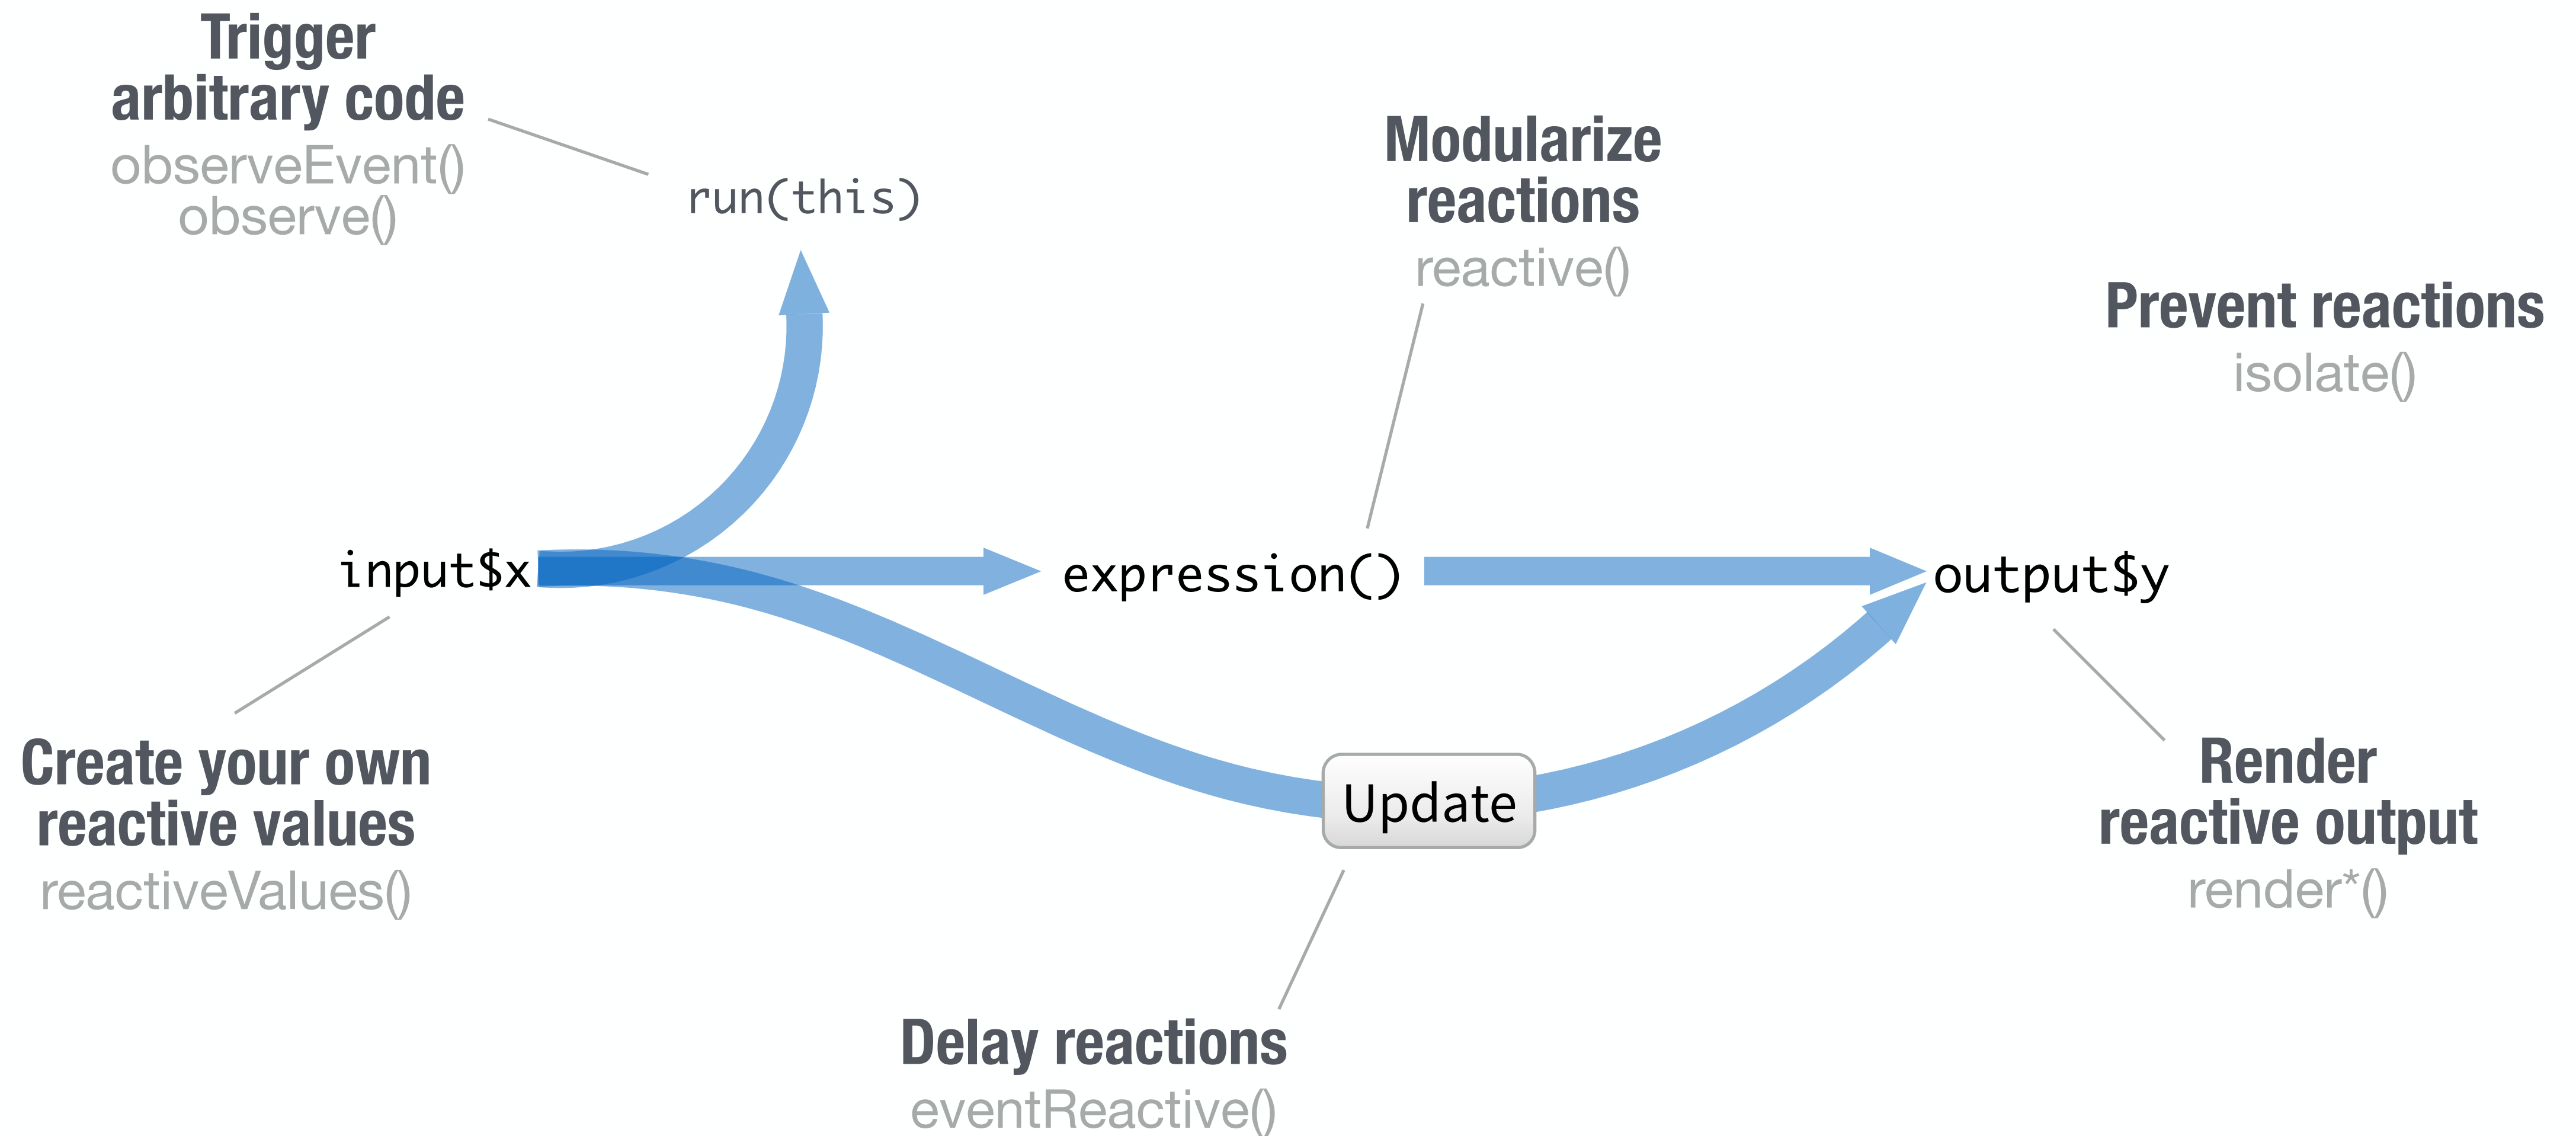 Trigger
arbitrary code
observeEvent()
observe()
run(this)
Modularize
reactions
reactive()
Prevent reactions
isolate()
input$x
expression()
output$y
Create your own
reactive values
reactiveValues()
Update
Render
reactive output
render*()
Delay reactions
eventReactive()